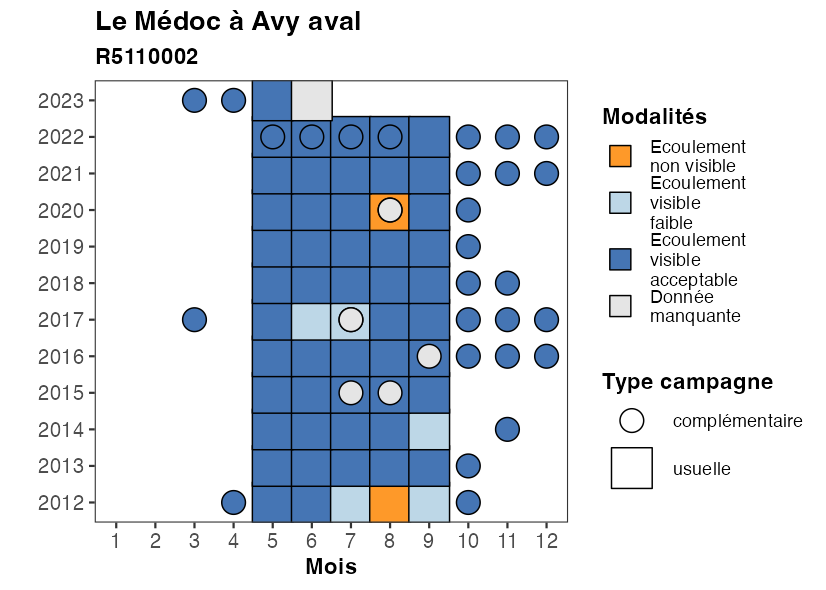 Le Médoc à Avy aval
R5110002
2023
2022
2021
2020
2019
2018
2017
2016
2015
2014
2013
2012
1 2 3 4 5 6 7 8 9 10 11 12
Mois
Modalités
Ecoulement
non visible
Ecoulement
visible
faible
Ecoulement
visible
acceptable
Donnée
manquante
Type campagne
complémentaire
usuelle